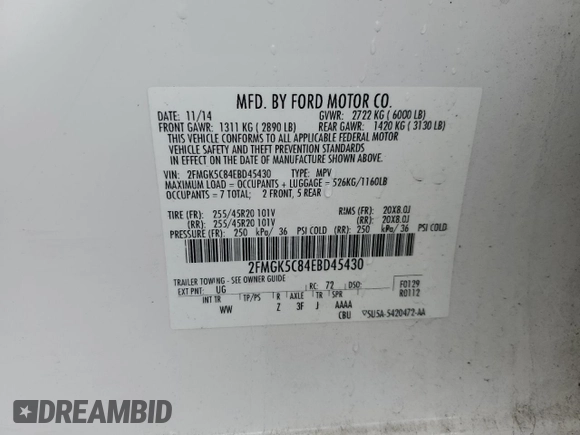 MFD. BY FORD MOTOR CO.
DATE: 11/14 GVWR: 2722 KG ( 6000 LB)
FRONT GAWR: 1311 KG ( 2890 LB) REAR GAWR: 1420 KG ( 3130 LB)
THIS VEHICLE CONFORMS TO ALL APPLICABLE FEDERAL MOTOR
VEHICLE SAFETY AND THEFT PREVENTION STANDARDS
IN EFFECT ON THE DATE OF MANUFACTURE SHOWN ABOVE.
VIN: 2FMGK5C84EBD45430 TYPE: MPV
MAXIMUM LOAD = OCCUPANTS + LUGGAGE = 526KG/1160LB
OCCUPANTS = 7 TOTAL; 2 FRONT, 5 REAR
TIRE (FR): 255/45R20 101V RIMS (FR): 20X8.0J
(RR): 255/45R20 101V (RR): 20X8.0J
PRESSURE (FR): 250 kPa/ 36 PSI COLD (RR): 250 kPa/ 36 PSI COLD
2FMGK5C84EBD45430
TRAILER TOWING - SEE OWNER GUIDE
EXT PNT: UG RC: 72 DSO: F0129
R0112
INT TR TP/PS R AXLE TR SPR
WW Z 3F J AAAA
CBU 5U5A-5420472-AA
DREAMBID